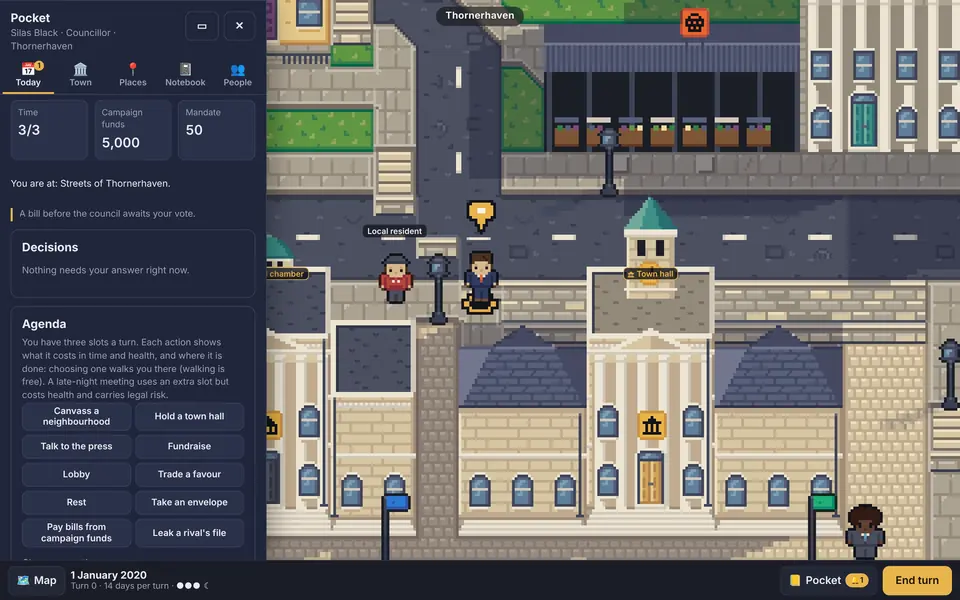 Pocket
Silas Black · Councillor ·
Thornerhaven
1
Today
Town
Places
Notebook
People
Time
3/3
Campaign
funds
5,000
Mandate
50
You are at: Streets of Thornerhaven.
A bill before the council awaits your vote.
Decisions
Nothing needs your answer right now.
Agenda
You have three slots a turn. Each action shows
what it costs in time and health, and where it is
done: choosing one walks you there (walking is
free). A late-night meeting uses an extra slot but
costs health and carries legal risk.
Canvass a
neighbourhood
Hold a town hall
Talk to the press
Fundraise
Lobby
Trade a favour
Rest
Take an envelope
Pay bills from
campaign funds
Leak a rival's file
Thornerhaven
Local resident
chamber
Town hall
Map
1 January 2020
Turn 0 · 14 days per turn ·
Pocket
1
End turn